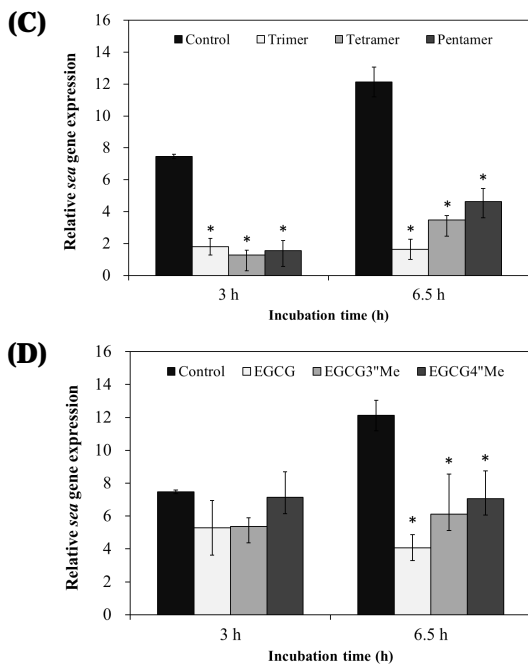 (C)
16
Control Trimer Tetramer Pentamer
14
12
10
8
6
4
2
0
Relative sea gene expression
* * * * * *
3 h 6.5 h
Incubation time (h)
(D)
16
Control EGCG EGCG3"Me EGCG4"Me
14
12
10
8
6
4
2
0
Relative sea gene expression
* * *
3 h 6.5 h
Incubation time (h)